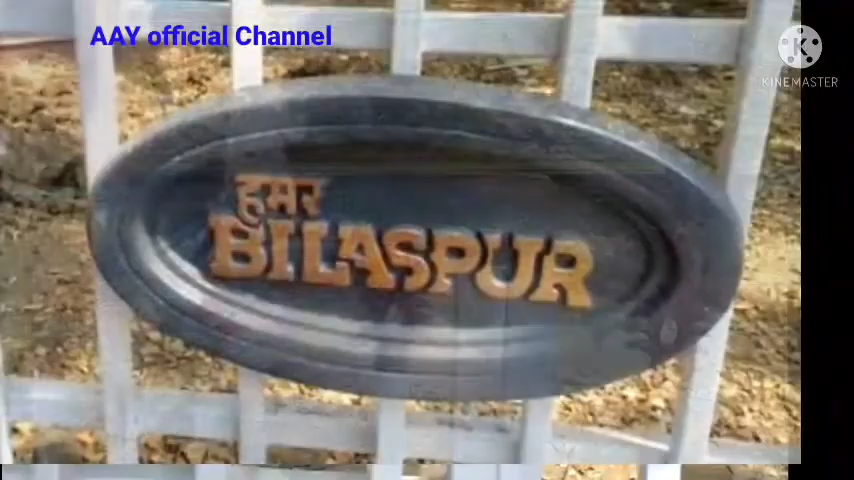 AAY official Channel
K
KINEMASTER
हमर
BILASPUR